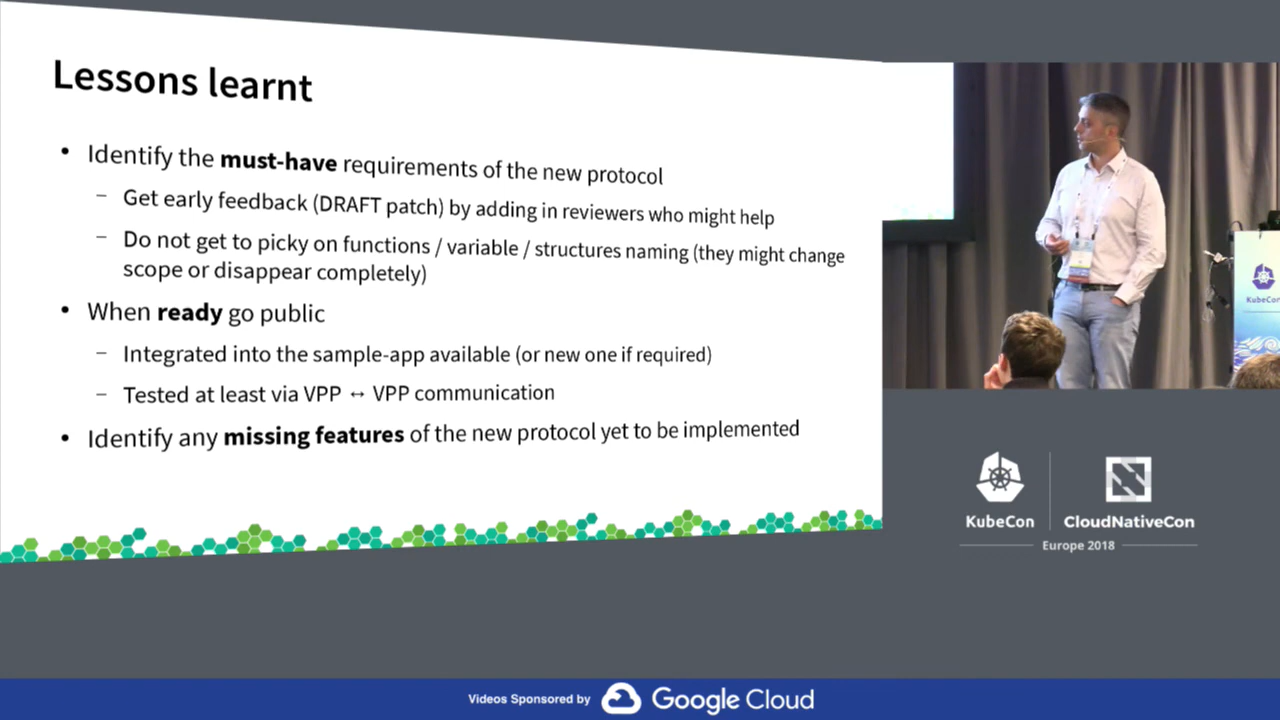 Lessons learnt
• Identify the must-have requirements of the new protocol
– Get early feedback (DRAFT patch) by adding in reviewers who might help
– Do not get to picky on functions / variable / structures naming (they might change
scope or disappear completely)
• When ready go public
– Integrated into the sample-app available (or new one if required)
– Tested at least via VPP ↔ VPP communication
• Identify any missing features of the new protocol yet to be implemented
KubeCon
KubeCon
CloudNativeCon
Europe 2018
Videos Sponsored by Google Cloud